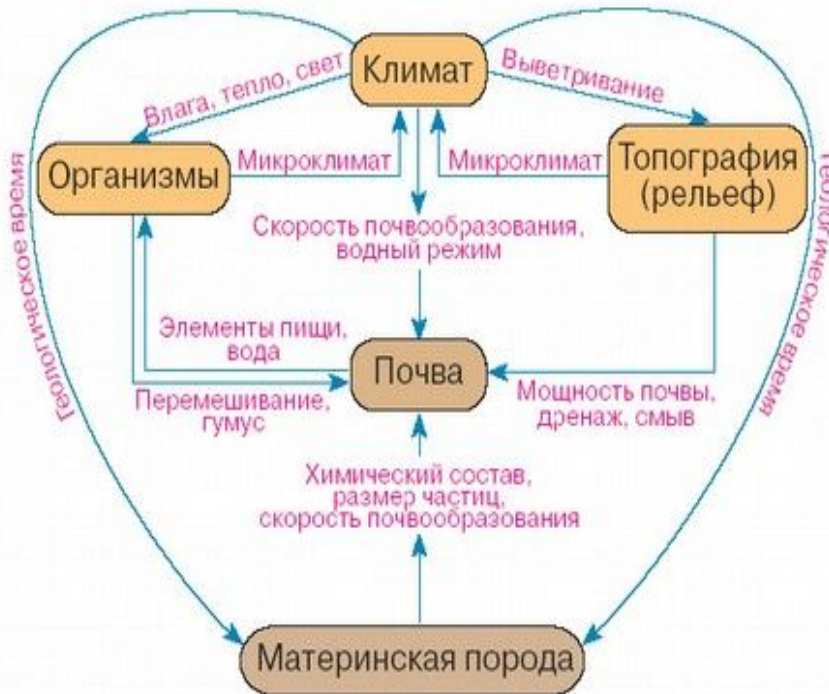 Климат
Влага, тепло, свет
Выветривание
Организмы
Микроклимат
Микроклимат
Топография
(рельеф)
Геологическое время
Геологическое время
Скорость почвообразования,
водный режим
Элементы пищи,
вода
Почва
Перемешивание,
гумус
Мощность почвы,
дренаж, смыв
Химический состав,
размер частиц,
скорость почвообразования
Материнская порода